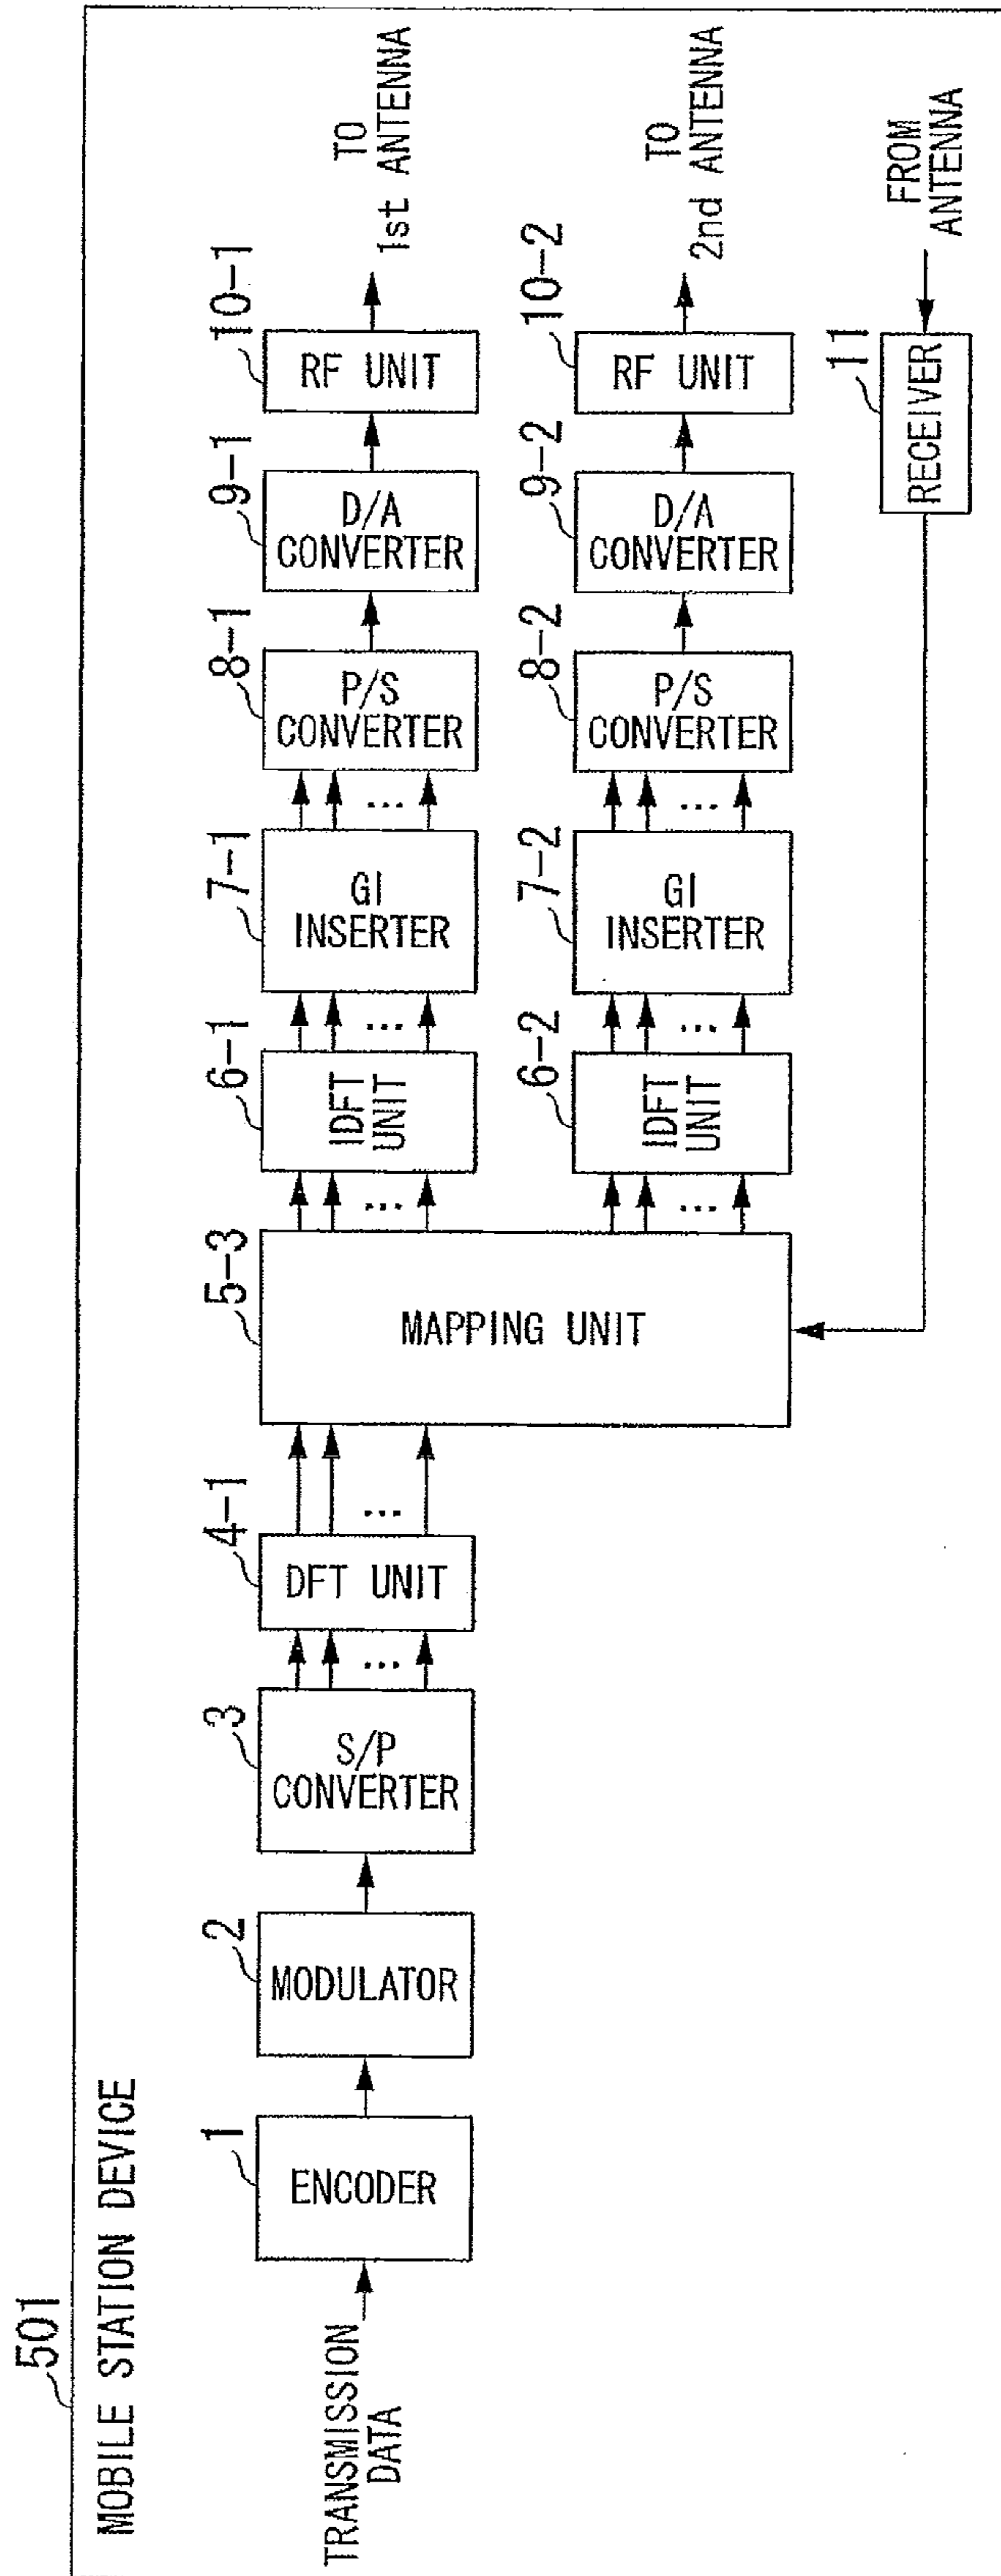 501
MOBILE STATION DEVICE
TRANSMISSION
DATA
1
ENCODER
2
MODULATOR
3
S/P
CONVERTER
4-1
DFT UNIT
5-3
MAPPING UNIT
6-1
IDFT
UNIT
7-1
GI
INSERTER
8-1
P/S
CONVERTER
9-1
D/A
CONVERTER
10-1
RF UNIT
TO
1st ANTENNA
6-2
IDFT
UNIT
7-2
GI
INSERTER
8-2
P/S
CONVERTER
9-2
D/A
CONVERTER
10-2
RF UNIT
TO
2nd ANTENNA
11
RECEIVER
FROM
ANTENNA